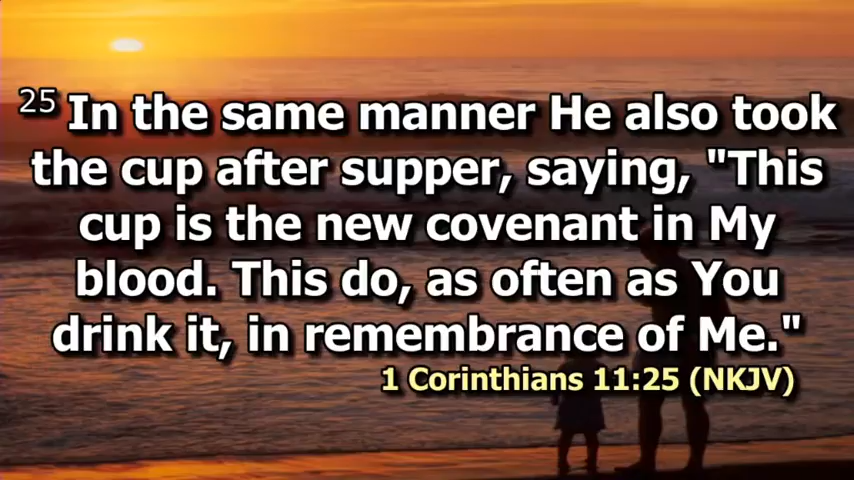 25 In the same manner He also took
the cup after supper, saying, "This
cup is the new covenant in My
blood. This do, as often as You
drink it, in remembrance of Me."
1 Corinthians 11:25 (NKJV)